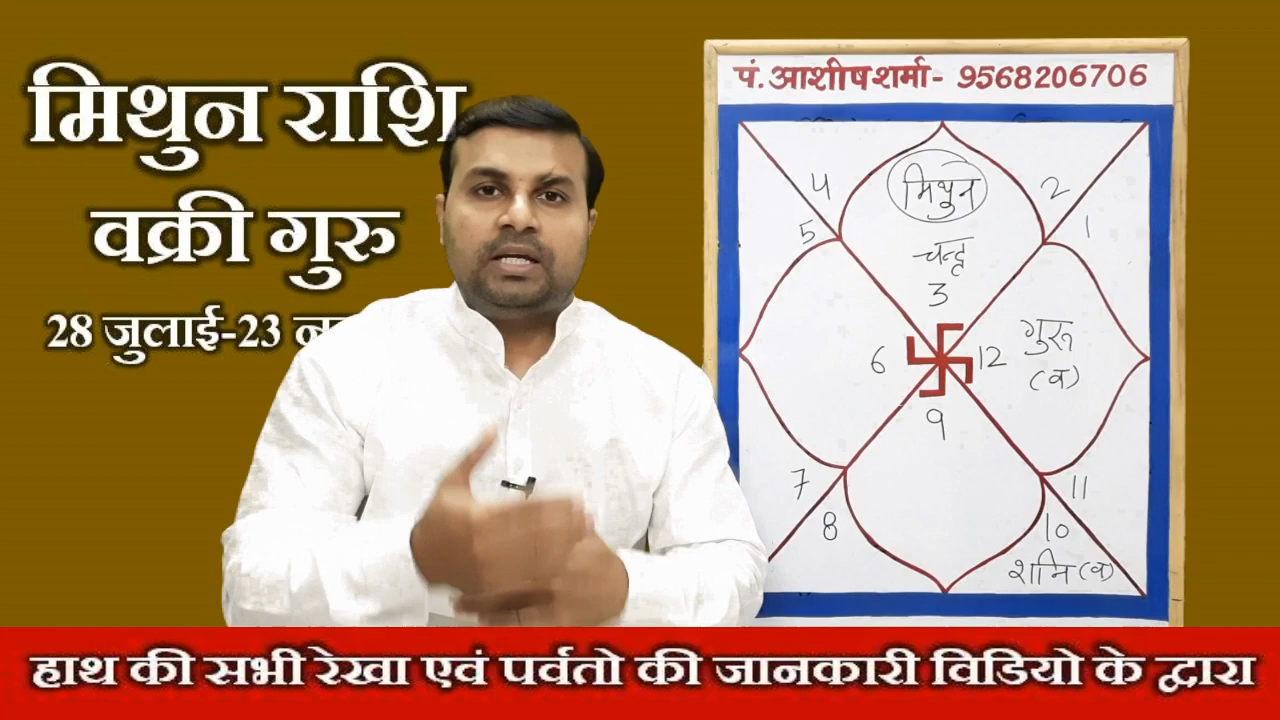 मिथुन राशि
वक्री गुरु
28 जुलाई-23
पं. आशीष शर्मा- 9568206706
4
मिथुन
2
5
1
चन्द्र
3
गुरू
(व)
6
12
9
7
11
8
10
शनि (व)
हाथ की सभी रेखा एवं पर्वतो की जानकारी विडियो के द्वारा